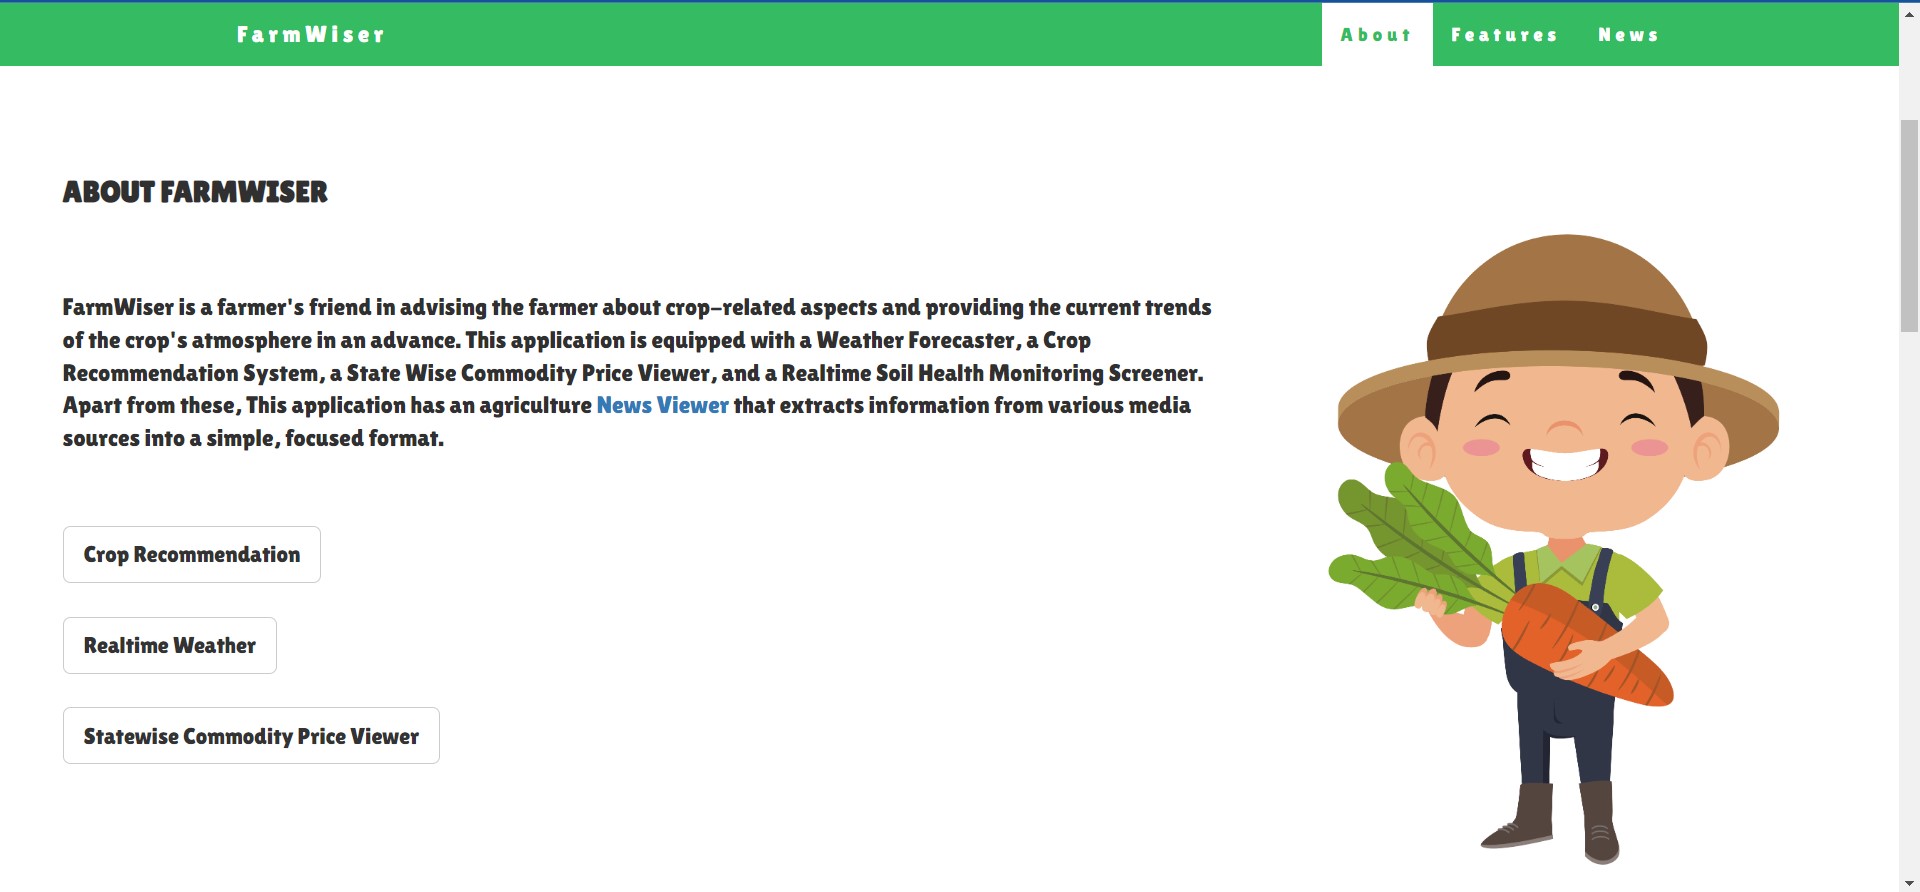 FarmWiser
About
Features
News
ABOUT FARMWISER
FarmWiser is a farmer's friend in advising the farmer about crop-related aspects and providing the current trends
of the crop's atmosphere in an advance. This application is equipped with a Weather Forecaster, a Crop
Recommendation System, a State Wise Commodity Price Viewer, and a Realtime Soil Health Monitoring Screener.
Apart from these, This application has an agriculture News Viewer that extracts information from various media
sources into a simple, focused format.
Crop Recommendation
Realtime Weather
Statewise Commodity Price Viewer